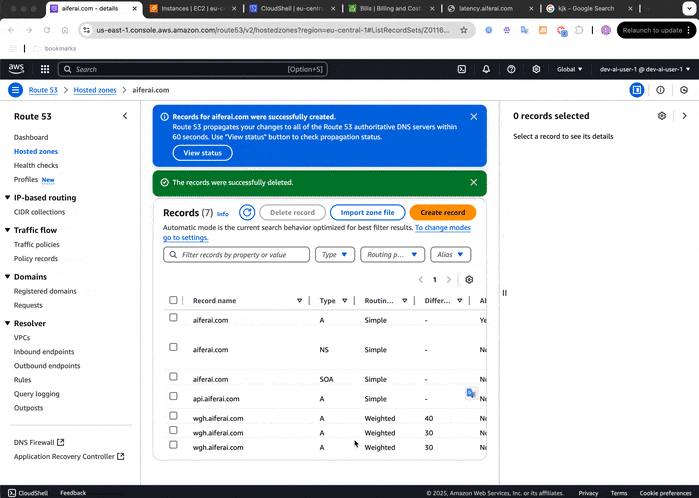 aiferai.com - details
Instances | EC2 | eu-c
CloudShell | eu-centr
Bills | Billing and Cost
latency.aiferai.com
kjk - Google Search
us-east-1.console.aws.amazon.com/route53/v2/hostedzones?region=eu-central-1#ListRecordSets/Z0116...
Relaunch to update
bookmarks
aws
Search
[Option+S]
Global
dev-ai-user-1 @ dev-ai-user-1
Route 53
Hosted zones
aiferai.com
Route 53
Dashboard
Hosted zones
Health checks
Profiles New
IP-based routing
CIDR collections
Traffic flow
Traffic policies
Policy records
Domains
Registered domains
Requests
Resolver
VPCs
Inbound endpoints
Outbound endpoints
Rules
Query logging
Outposts
DNS Firewall
Application Recovery Controller
Records for aiferai.com were successfully created.
Route 53 propagates your changes to all of the Route 53 authoritative DNS servers within
60 seconds. Use "View status" button to check propagation status.
View status
The records were successfully deleted.
Records (7) Info
Delete record
Import zone file
Create record
Automatic mode is the current search behavior optimized for best filter results. To change modes
go to settings.
Filter records by property or value
Type
Routing p...
Alias
1
Record name Type Routin... Differ... Al
aiferai.com A Simple - Ye
aiferai.com NS Simple - No
aiferai.com SOA Simple - No
api.aiferai.com A Simple - No
wgh.aiferai.com A Weighted 40 No
wgh.aiferai.com A Weighted 30 No
wgh.aiferai.com A Weighted 30 No
0 records selected
Select a record to see its details
CloudShell
Feedback
© 2025, Amazon Web Services, Inc. or its affiliates.
Privacy
Terms
Cookie preferences